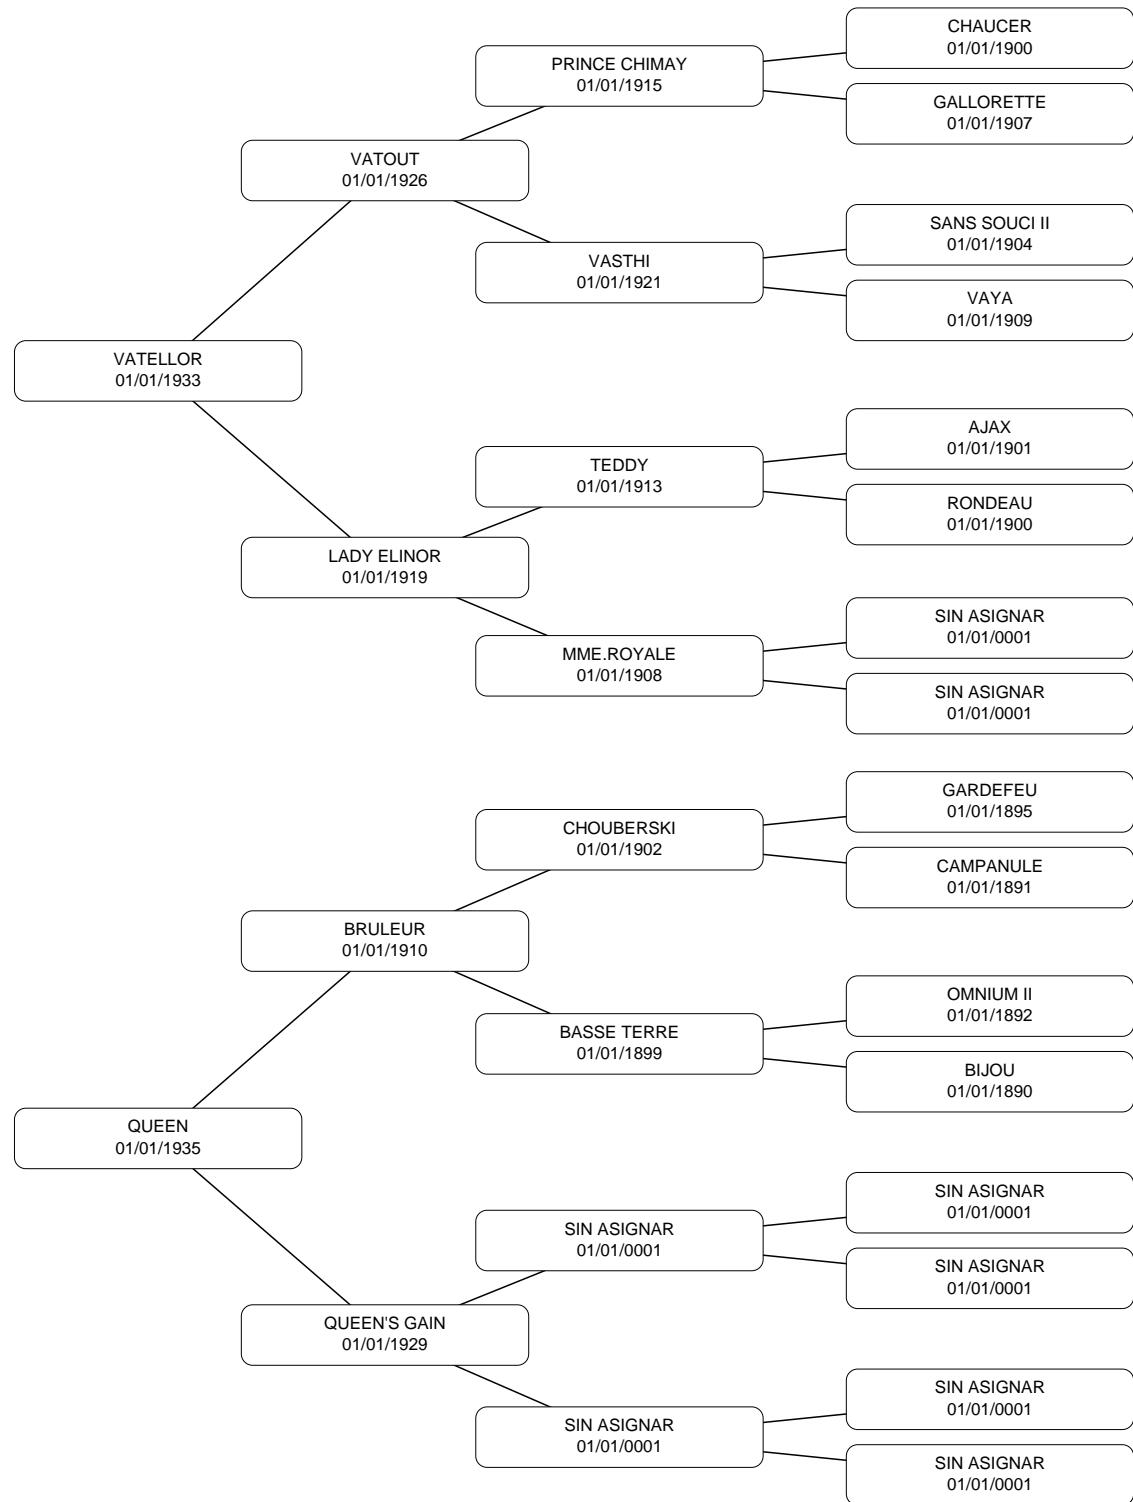 CHAUCER
01/01/1900
PRINCE CHIMAY
01/01/1915
GALLORETTE
01/01/1907
VATOUT
01/01/1926
SANS SOUCI II
01/01/1904
VASTHI
01/01/1921
VAYA
01/01/1909
VATELLOR
01/01/1933
AJAX
01/01/1901
TEDDY
01/01/1913
RONDEAU
01/01/1900
LADY ELINOR
01/01/1919
SIN ASIGNAR
01/01/0001
MME.ROYALE
01/01/1908
SIN ASIGNAR
01/01/0001
GARDEFEU
01/01/1895
CHOUBERSKI
01/01/1902
CAMPANULE
01/01/1891
BRULEUR
01/01/1910
OMNIUM II
01/01/1892
BASSE TERRE
01/01/1899
BIJOU
01/01/1890
QUEEN
01/01/1935
SIN ASIGNAR
01/01/0001
SIN ASIGNAR
01/01/0001
SIN ASIGNAR
01/01/0001
QUEEN'S GAIN
01/01/1929
SIN ASIGNAR
01/01/0001
SIN ASIGNAR
01/01/0001
SIN ASIGNAR
01/01/0001